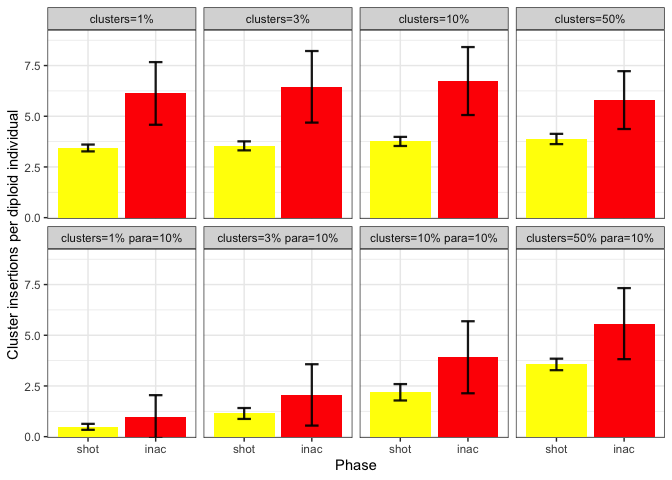 clusters=1% clusters=3% clusters=10% clusters=50%
7.5
5.0
2.5
0.0
Cluster insertions per diploid individual
clusters=1% para=10% clusters=3% para=10% clusters=10% para=10% clusters=50% para=10%
7.5
5.0
2.5
0.0
shot inac shot inac shot inac shot inac
Phase